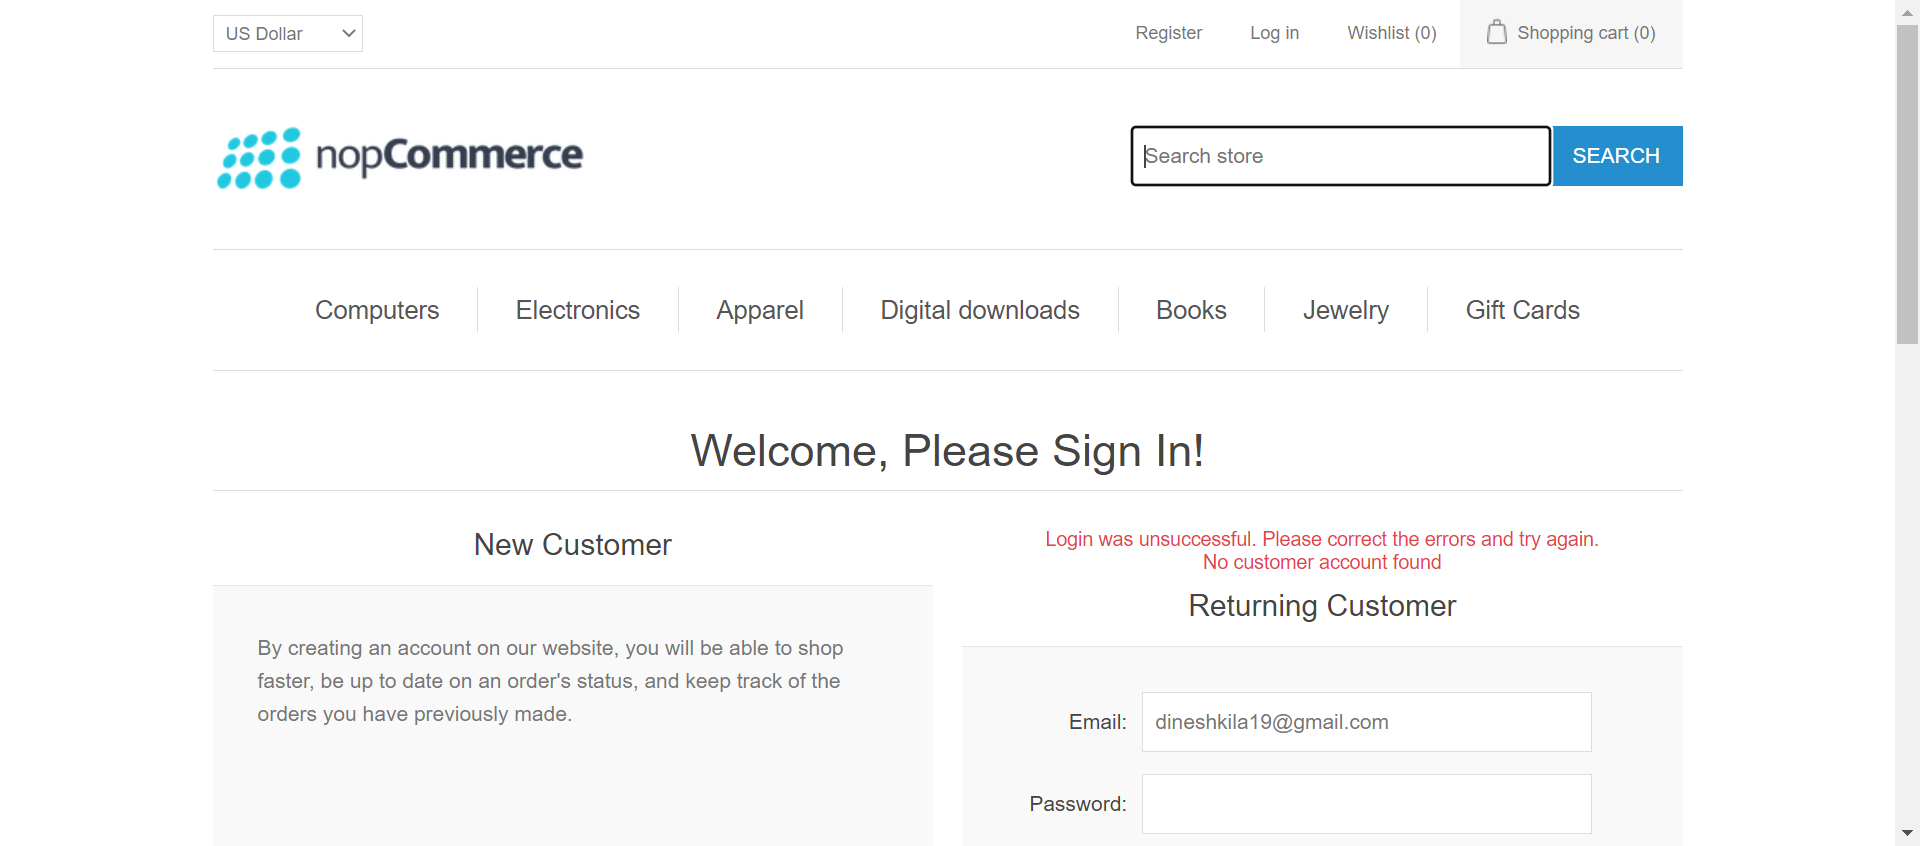 US Dollar
Register
Log in
Wishlist (0)
Shopping cart (0)
nopCommerce
Search store
SEARCH
Computers
Electronics
Apparel
Digital downloads
Books
Jewelry
Gift Cards
Welcome, Please Sign In!
New Customer
By creating an account on our website, you will be able to shop
faster, be up to date on an order's status, and keep track of the
orders you have previously made.
Login was unsuccessful. Please correct the errors and try again.
No customer account found
Returning Customer
Email:
dineshkila19@gmail.com
Password: